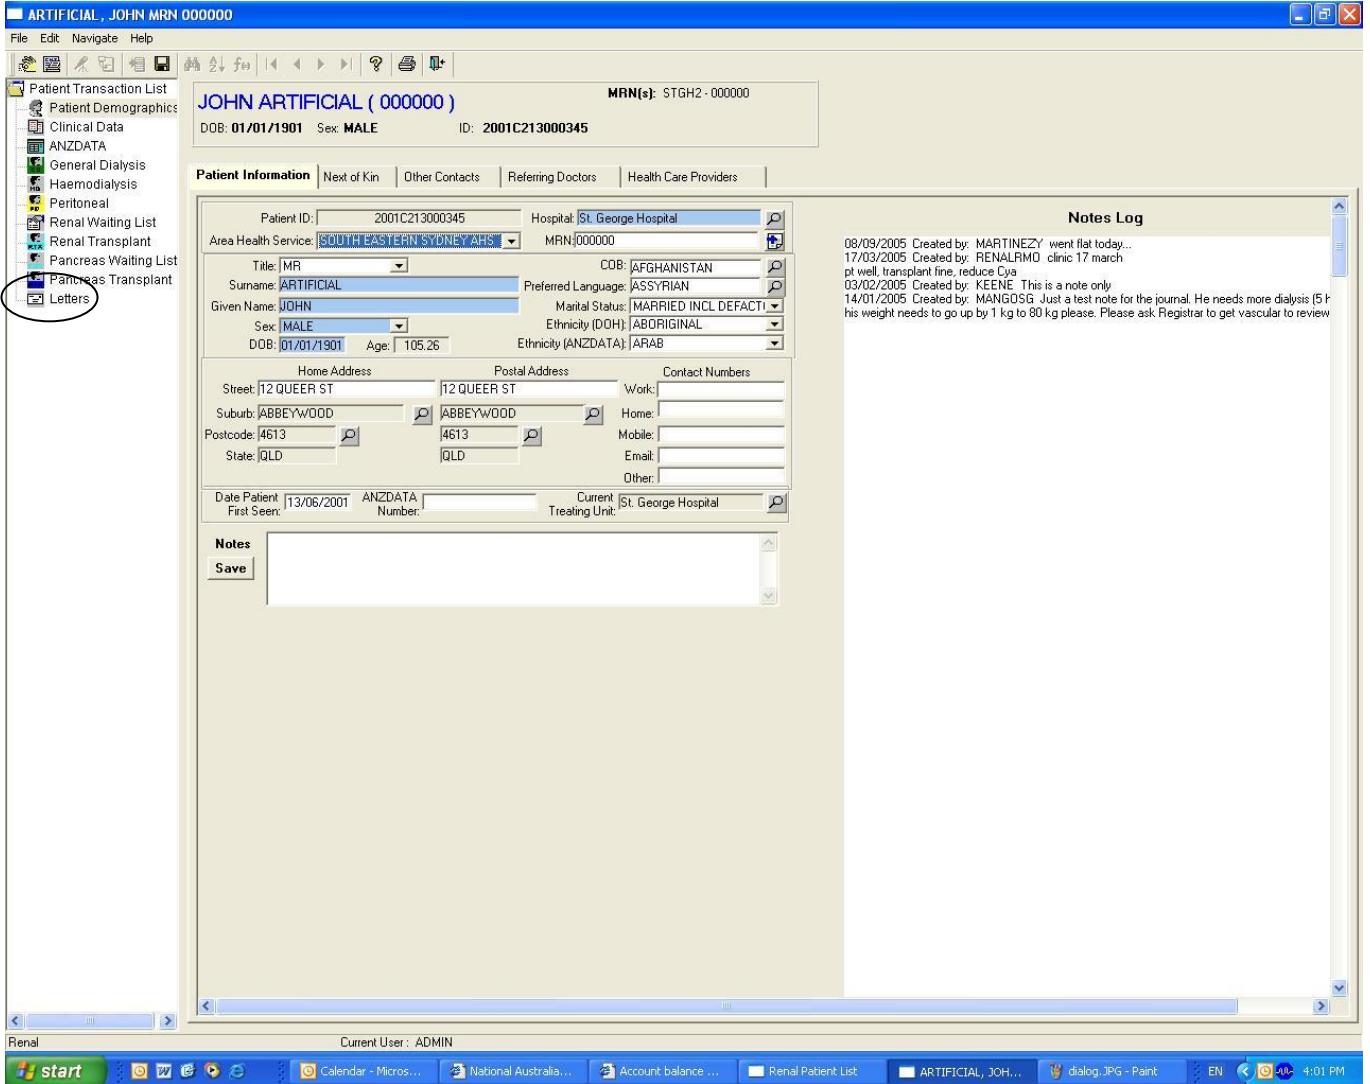 ARTIFICIAL, JOHN MRN 000000
File Edit Navigate Help
Patient Transaction List
Patient Demographics
Clinical Data
ANZDATA
General Dialysis
Haemodialysis
Peritoneal
Renal Waiting List
Renal Transplant
Pancreas Waiting List
Pancreas Transplant
Letters
JOHN ARTIFICIAL ( 000000 )
MRN(s): STGH2 - 000000
DOB: 01/01/1901 Sex: MALE ID: 2001C213000345
Patient Information Next of Kin Other Contacts Referring Doctors Health Care Providers
Patient ID: 2001C213000345 Hospital: St. George Hospital
Area Health Service: SOUTH EASTERN SYDNEY AHS MRN: 000000
Title: MR COB: AFGHANISTAN
Surname: ARTIFICIAL Preferred Language: ASSYRIAN
Given Name: JOHN Marital Status: MARRIED INCL DEFACT
Sex: MALE Ethnicity (DOH): ABORIGINAL
DOB: 01/01/1901 Age: 105.26 Ethnicity (ANZDATA): ARAB
Home Address Postal Address Contact Numbers
Street: 12 QUEER ST 12 QUEER ST Work:
Suburb: ABBEYWOOD ABBEYWOOD Home:
Postcode: 4613 4613 Mobile:
State: QLD QLD Email:
Other:
Date Patient First Seen: 13/06/2001 ANZDATA Number: Current Treating Unit: St. George Hospital
Notes
Save
Notes Log
08/09/2005 Created by: MARTINEZY went flat today...
17/03/2005 Created by: RENALRMO clinic 17 march
pt well, transplant fine, reduce Cya
03/02/2005 Created by: KEENE This is a note only
14/01/2005 Created by: MANGOSG Just a test note for the journal. He needs more dialysis (5 h
his weight needs to go up by 1 kg to 80 kg please. Please ask Registrar to get vascular to review
Renal Current User : ADMIN
start Calendar - Micros... National Australia... Account balance ... Renal Patient List ARTIFICIAL, JOH... dialog.JPG - Paint EN 4:01 PM